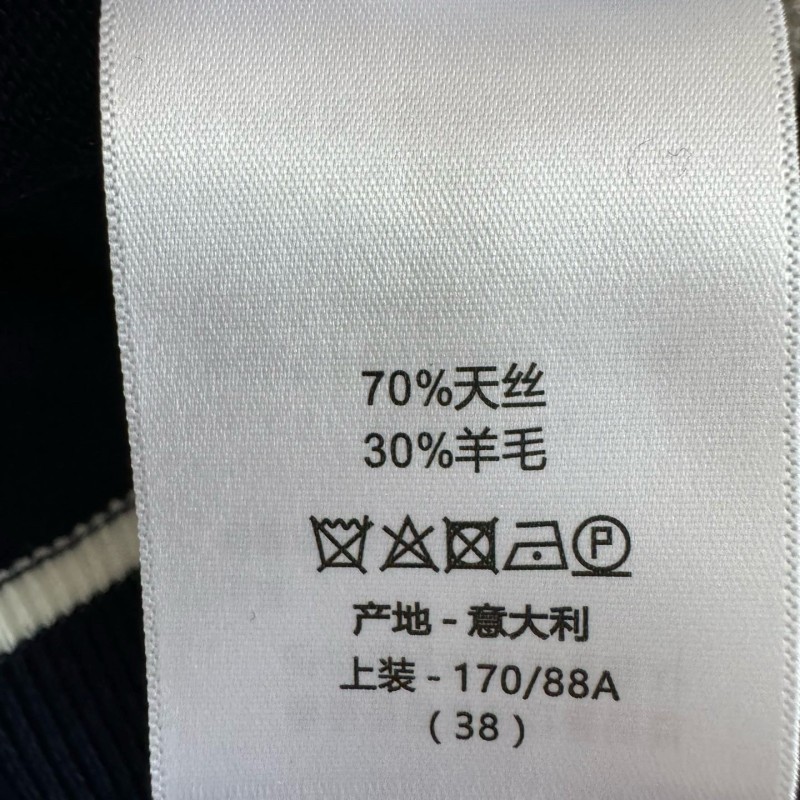 70%天丝
30%羊毛
P
产地-意大利
上装-170/88A
(38)